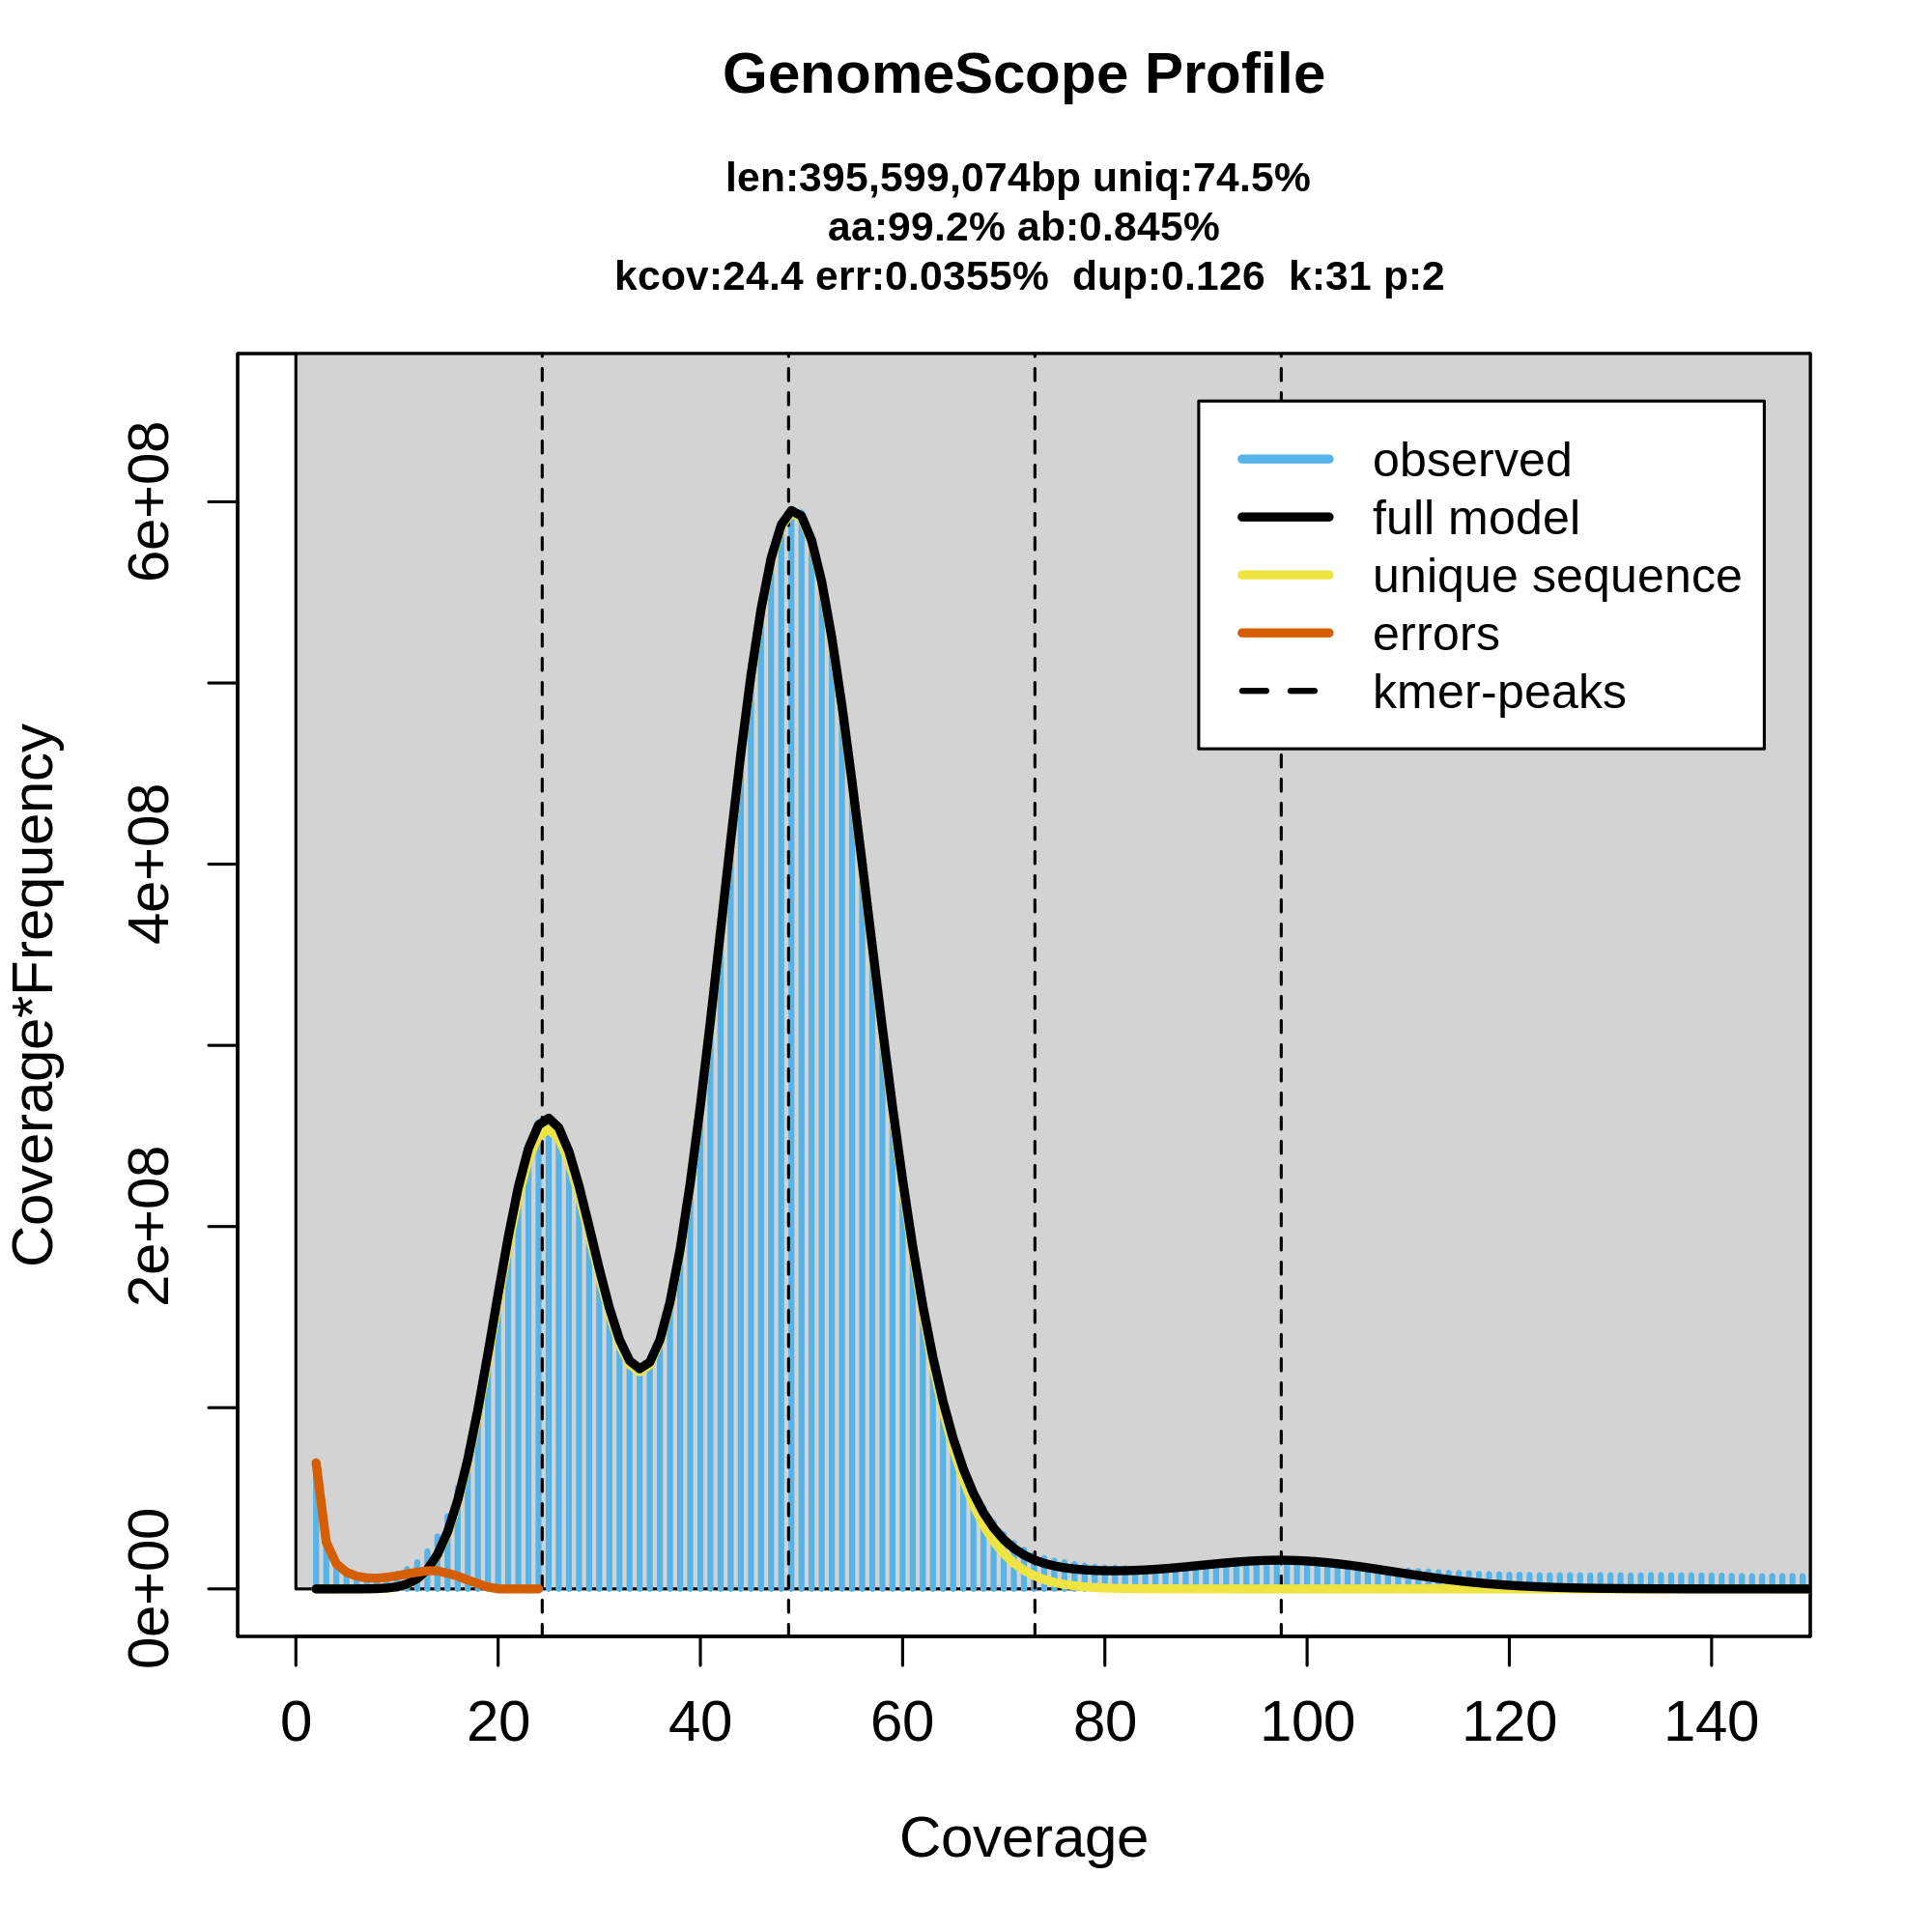 GenomeScope Profile
len:395,599,074bp uniq:74.5%
aa:99.2% ab:0.845%
kcov:24.4 err:0.0355%  dup:0.126  k:31 p:2
observed
full model
unique sequence
errors
kmer-peaks
Coverage*Frequency
6e+08
4e+08
2e+08
0e+00
0 20 40 60 80 100 120 140
Coverage